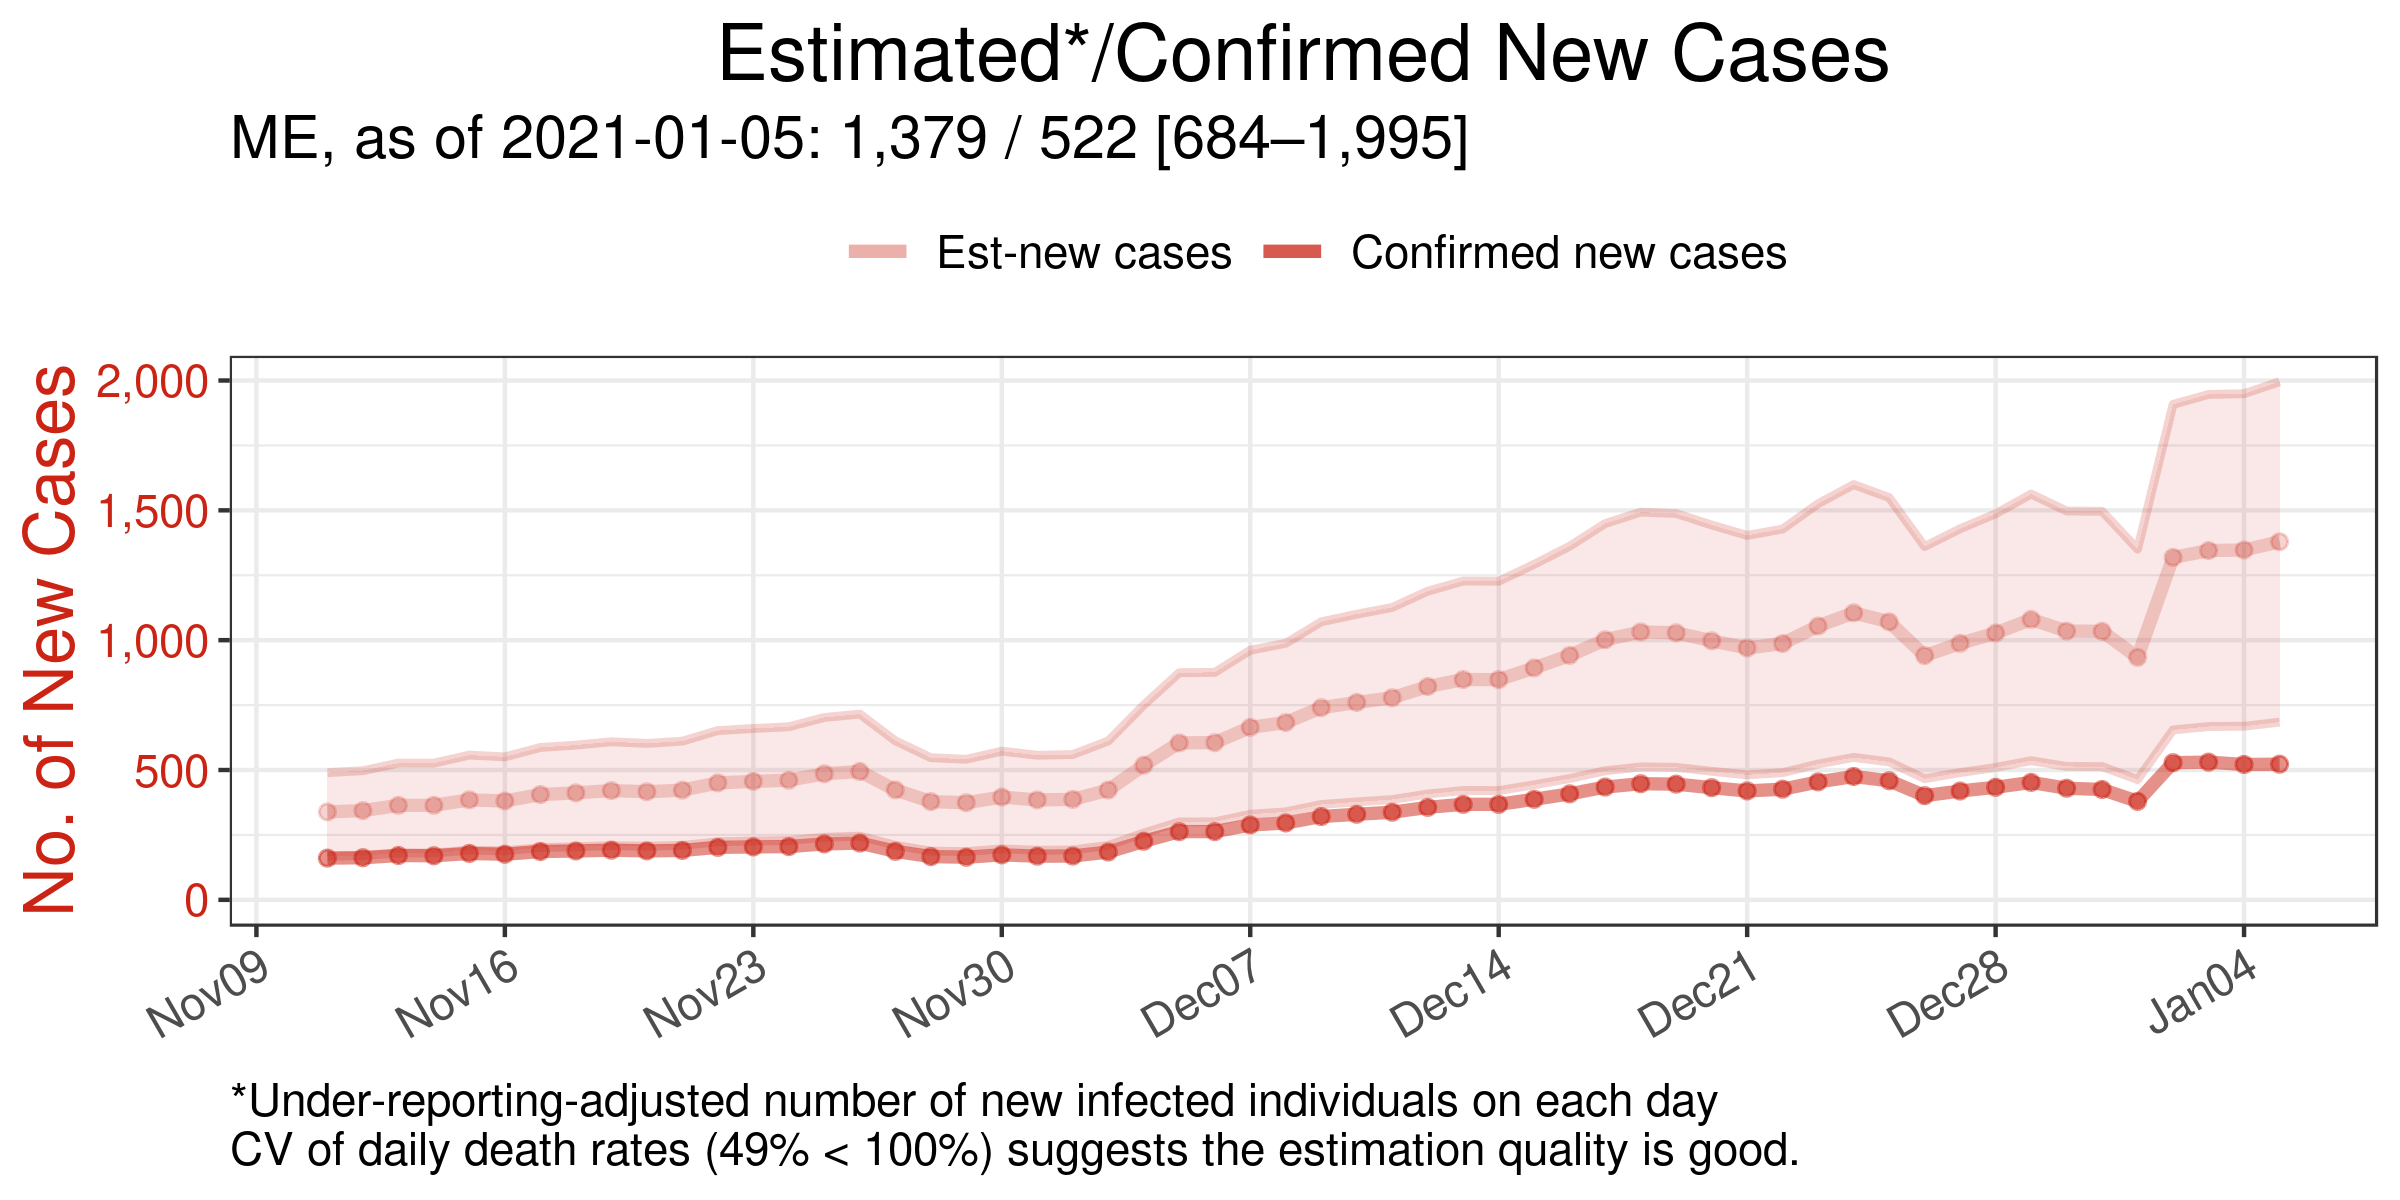 Estimated*/Confirmed New Cases
ME, as of 2021-01-05: 1,379 / 522 [684–1,995]
Est-new cases
Confirmed new cases
No. of New Cases
2,000
1,500
1,000
500
0
Nov09
Nov16
Nov23
Nov30
Dec07
Dec14
Dec21
Dec28
Jan04
*Under-reporting-adjusted number of new infected individuals on each day
CV of daily death rates (49% < 100%) suggests the estimation quality is good.